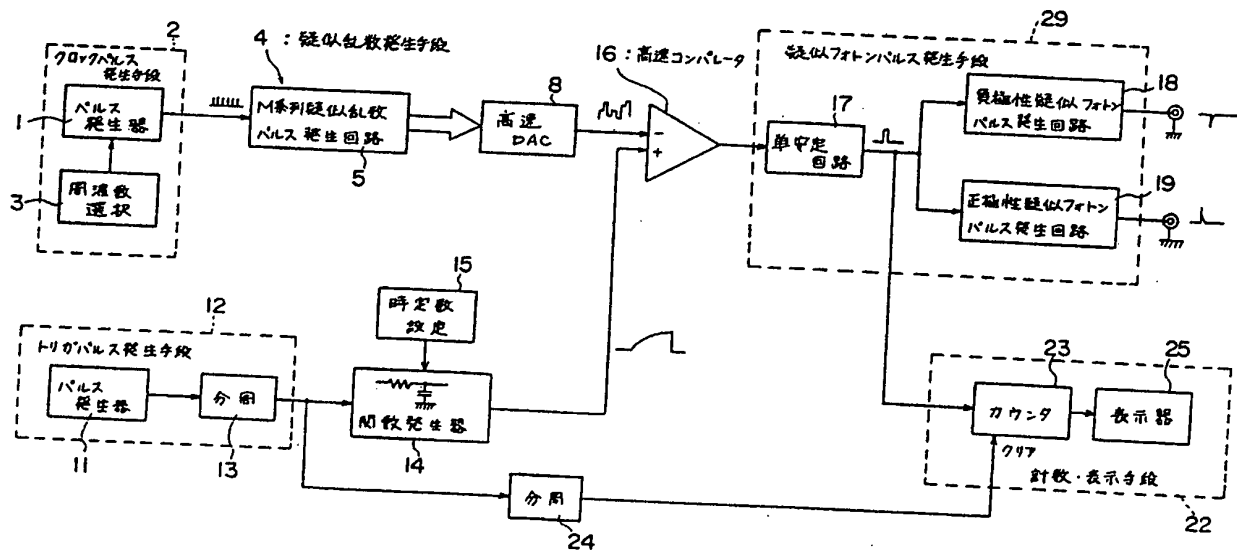 2
クロックパルス
発生手段
パルス
発生器
1
周波数
選択
3
4：疑似乱数発生手段
M系列疑似乱数
パルス発生回路
5
8
高速
DAC
16：高速コンパレータ
−
+
29
疑似フォトンパルス発生手段
17
単安定
回路
18
負極性疑似フォトン
パルス発生回路
19
正極性疑似フォトン
パルス発生回路
12
トリガパルス発生手段
パルス
発生器
11
分周
13
15
時定数
設定
関数発生器
14
分周
24
23
カウンタ
クリア
25
表示器
計数・表示手段
22